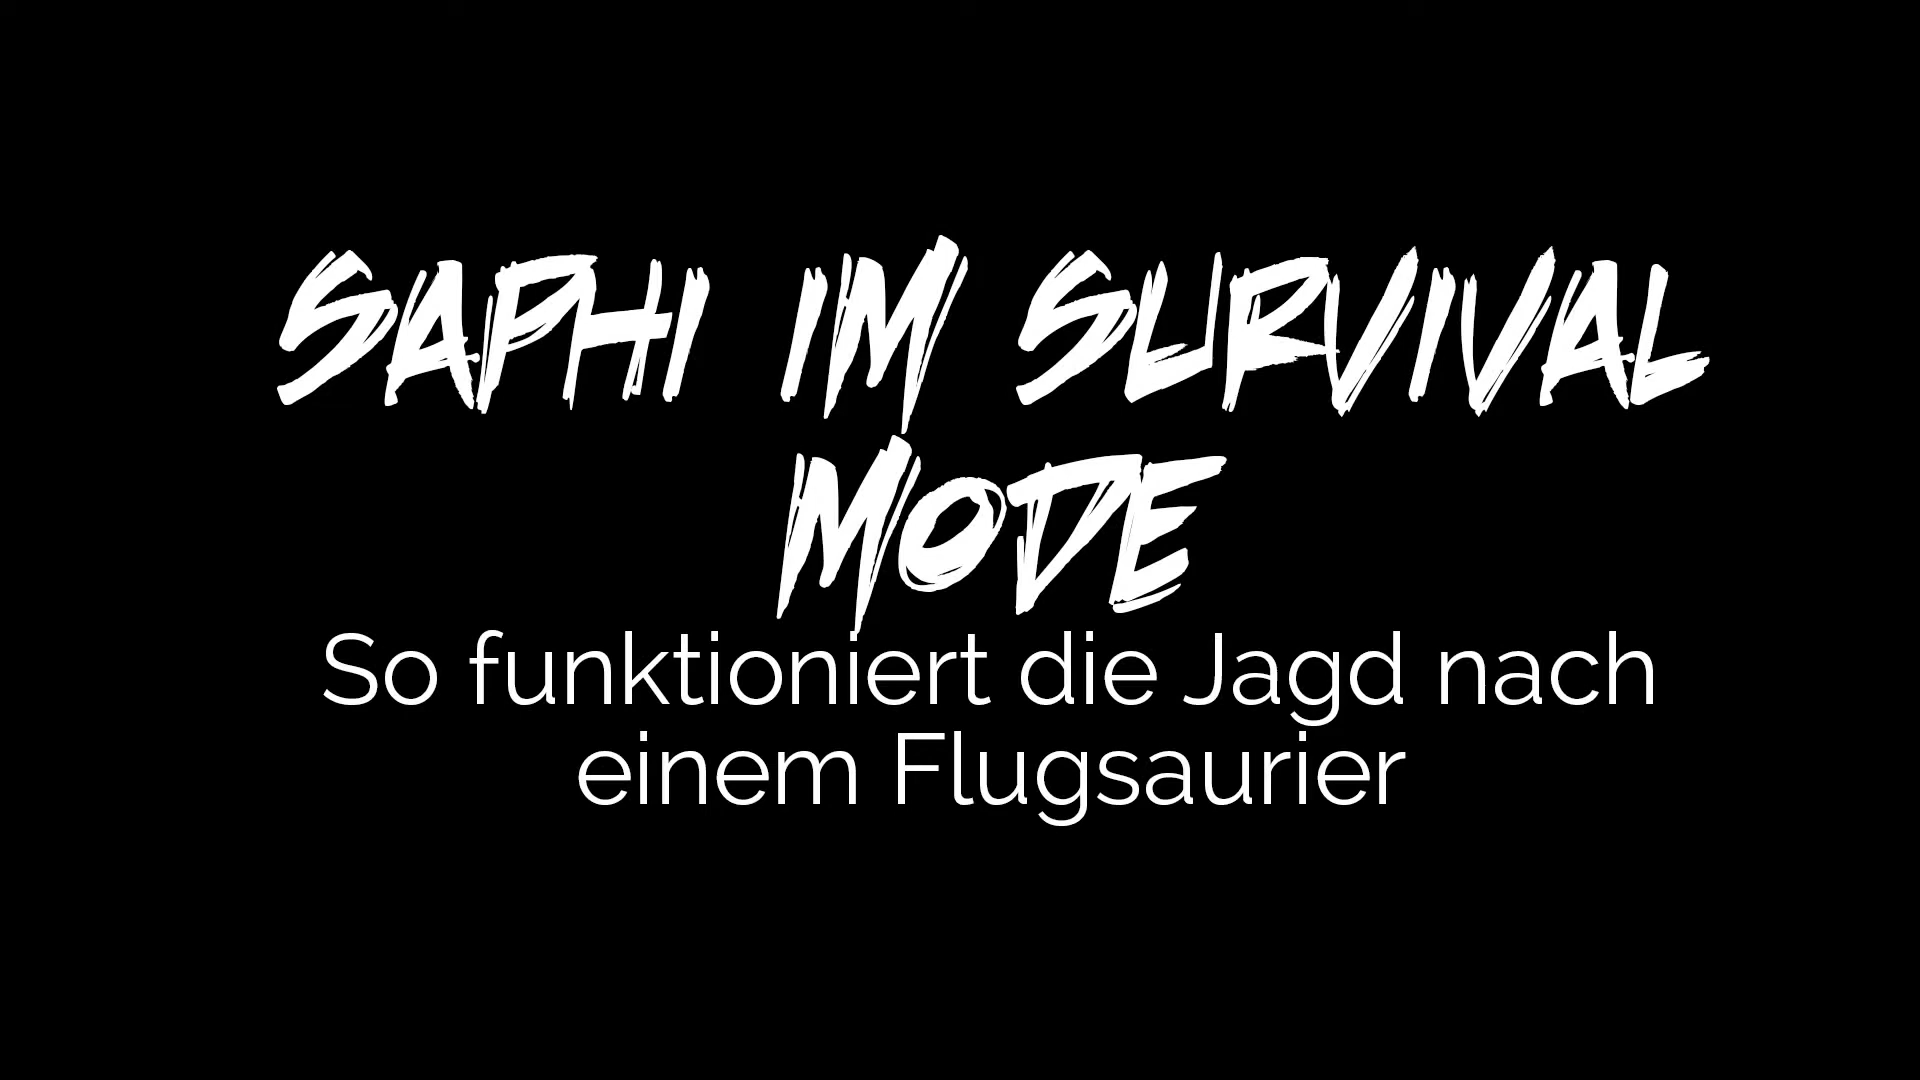 SAPHI IM SURVIVAL
MODE
So funktioniert die Jagd nach
einem Flugsaurier